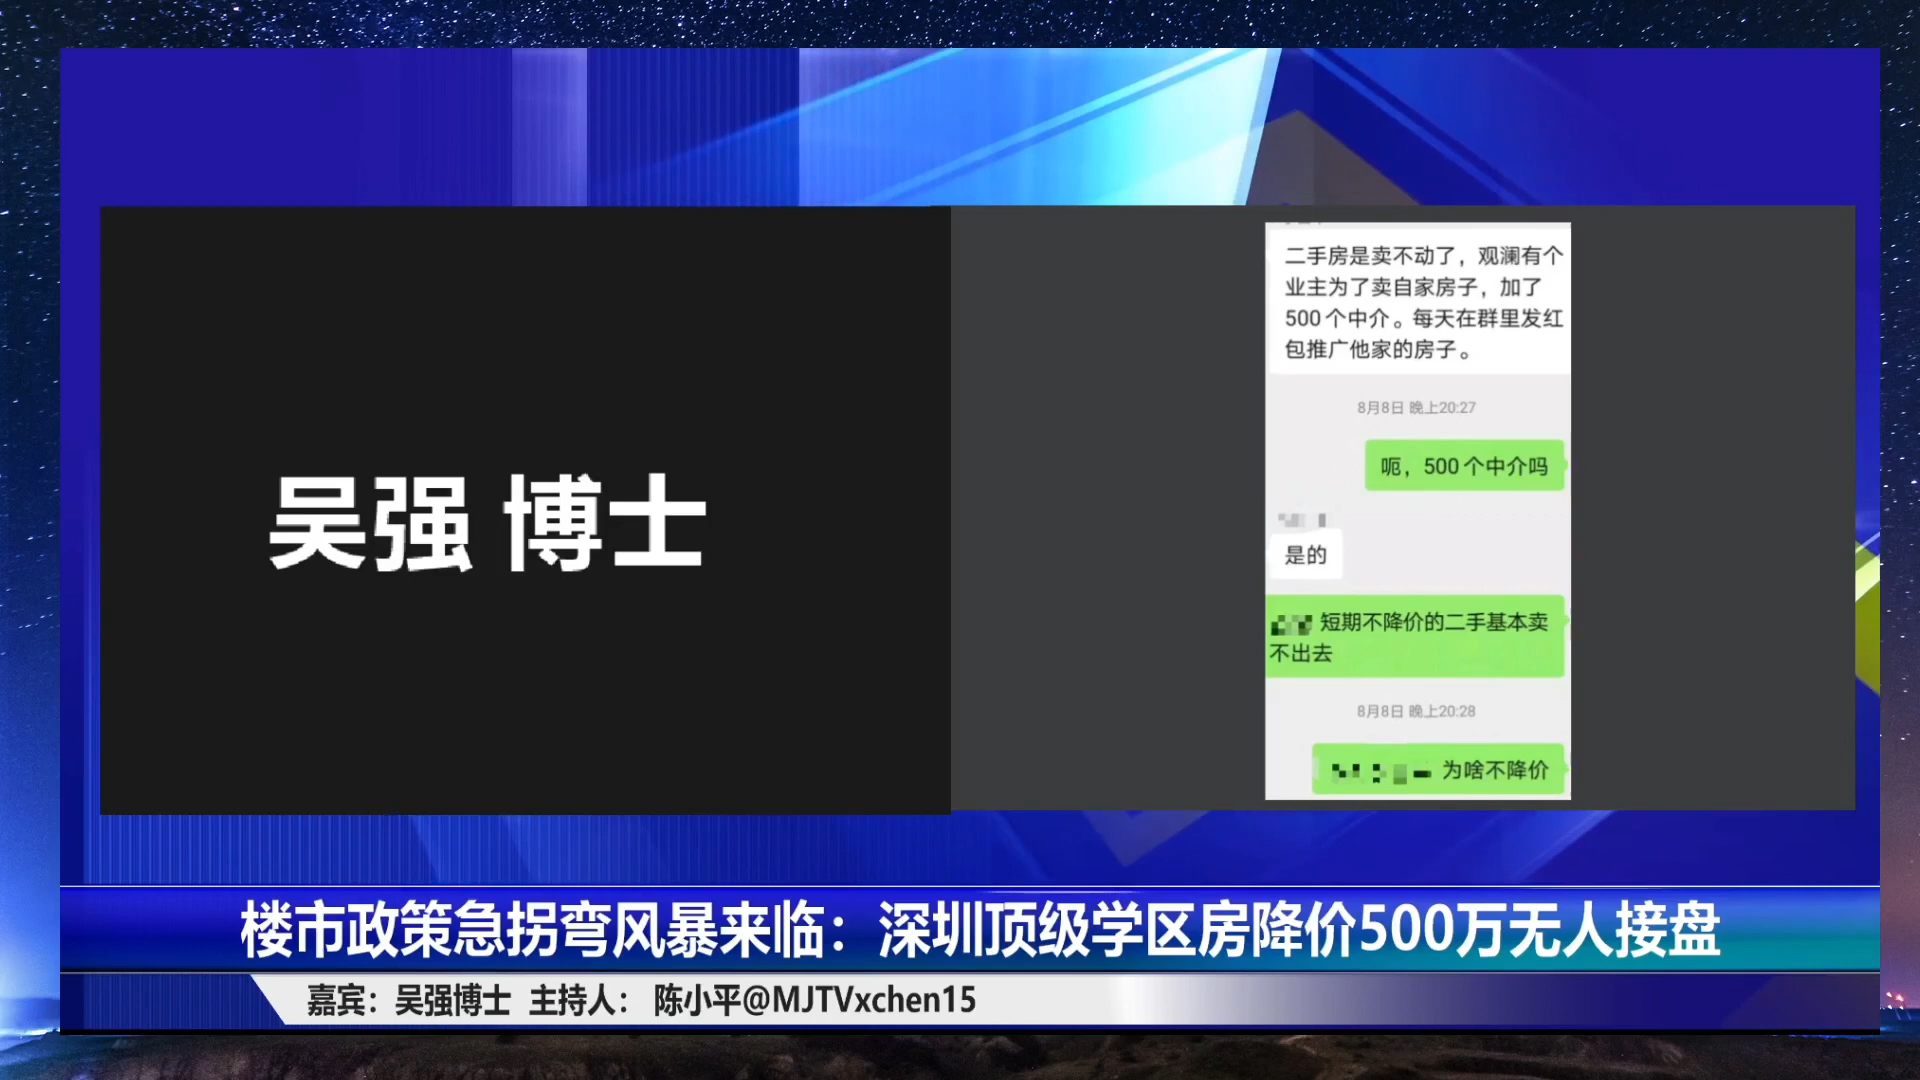 吴强 博士
二手房是卖不动了，观澜有个
业主为了卖自家房子，加了
500个中介。每天在群里发红
包推广他家的房子。
8月8日 晚上20:27
呃，500个中介吗
是的
短期不降价的二手基本卖
不出去
8月8日 晚上20:28
为啥不降价
楼市政策急拐弯风暴来临：深圳顶级学区房降价500万无人接盘
嘉宾：吴强博士 主持人： 陈小平@MJTVxchen15